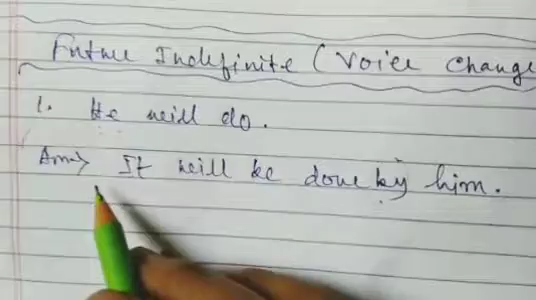 Future Indefinite (Voice Change
1. He will do.
Ans→ It will be done by him.